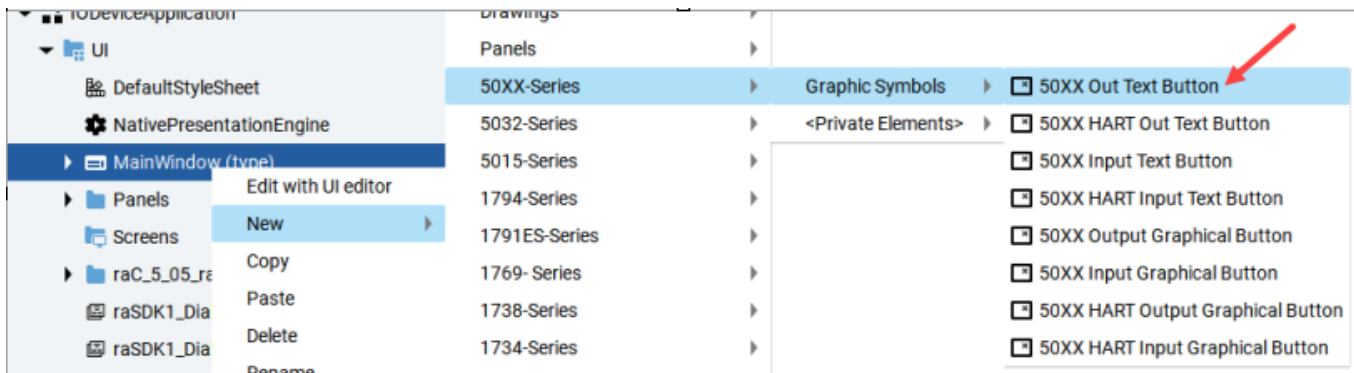 IODeviceApplication
UI
DefaultStyleSheet
NativePresentationEngine
MainWindow (type)
Panels
Screens
raC_5_05_ra
raSDK1_Dia
raSDK1_Dia
Edit with UI editor
New
Copy
Paste
Delete
Rename
Drawings
Panels
50XX-Series
5032-Series
5015-Series
1794-Series
1791ES-Series
1769- Series
1738-Series
1734-Series
Graphic Symbols
<Private Elements>
50XX Out Text Button
50XX HART Out Text Button
50XX Input Text Button
50XX HART Input Text Button
50XX Output Graphical Button
50XX Input Graphical Button
50XX HART Output Graphical Button
50XX HART Input Graphical Button